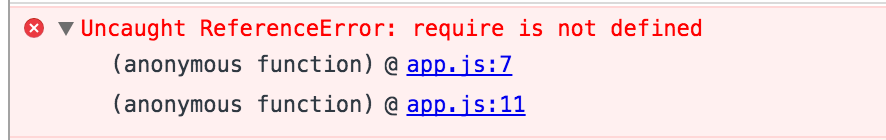 Uncaught ReferenceError: require is not defined
(anonymous function) @ app.js:7
(anonymous function) @ app.js:11